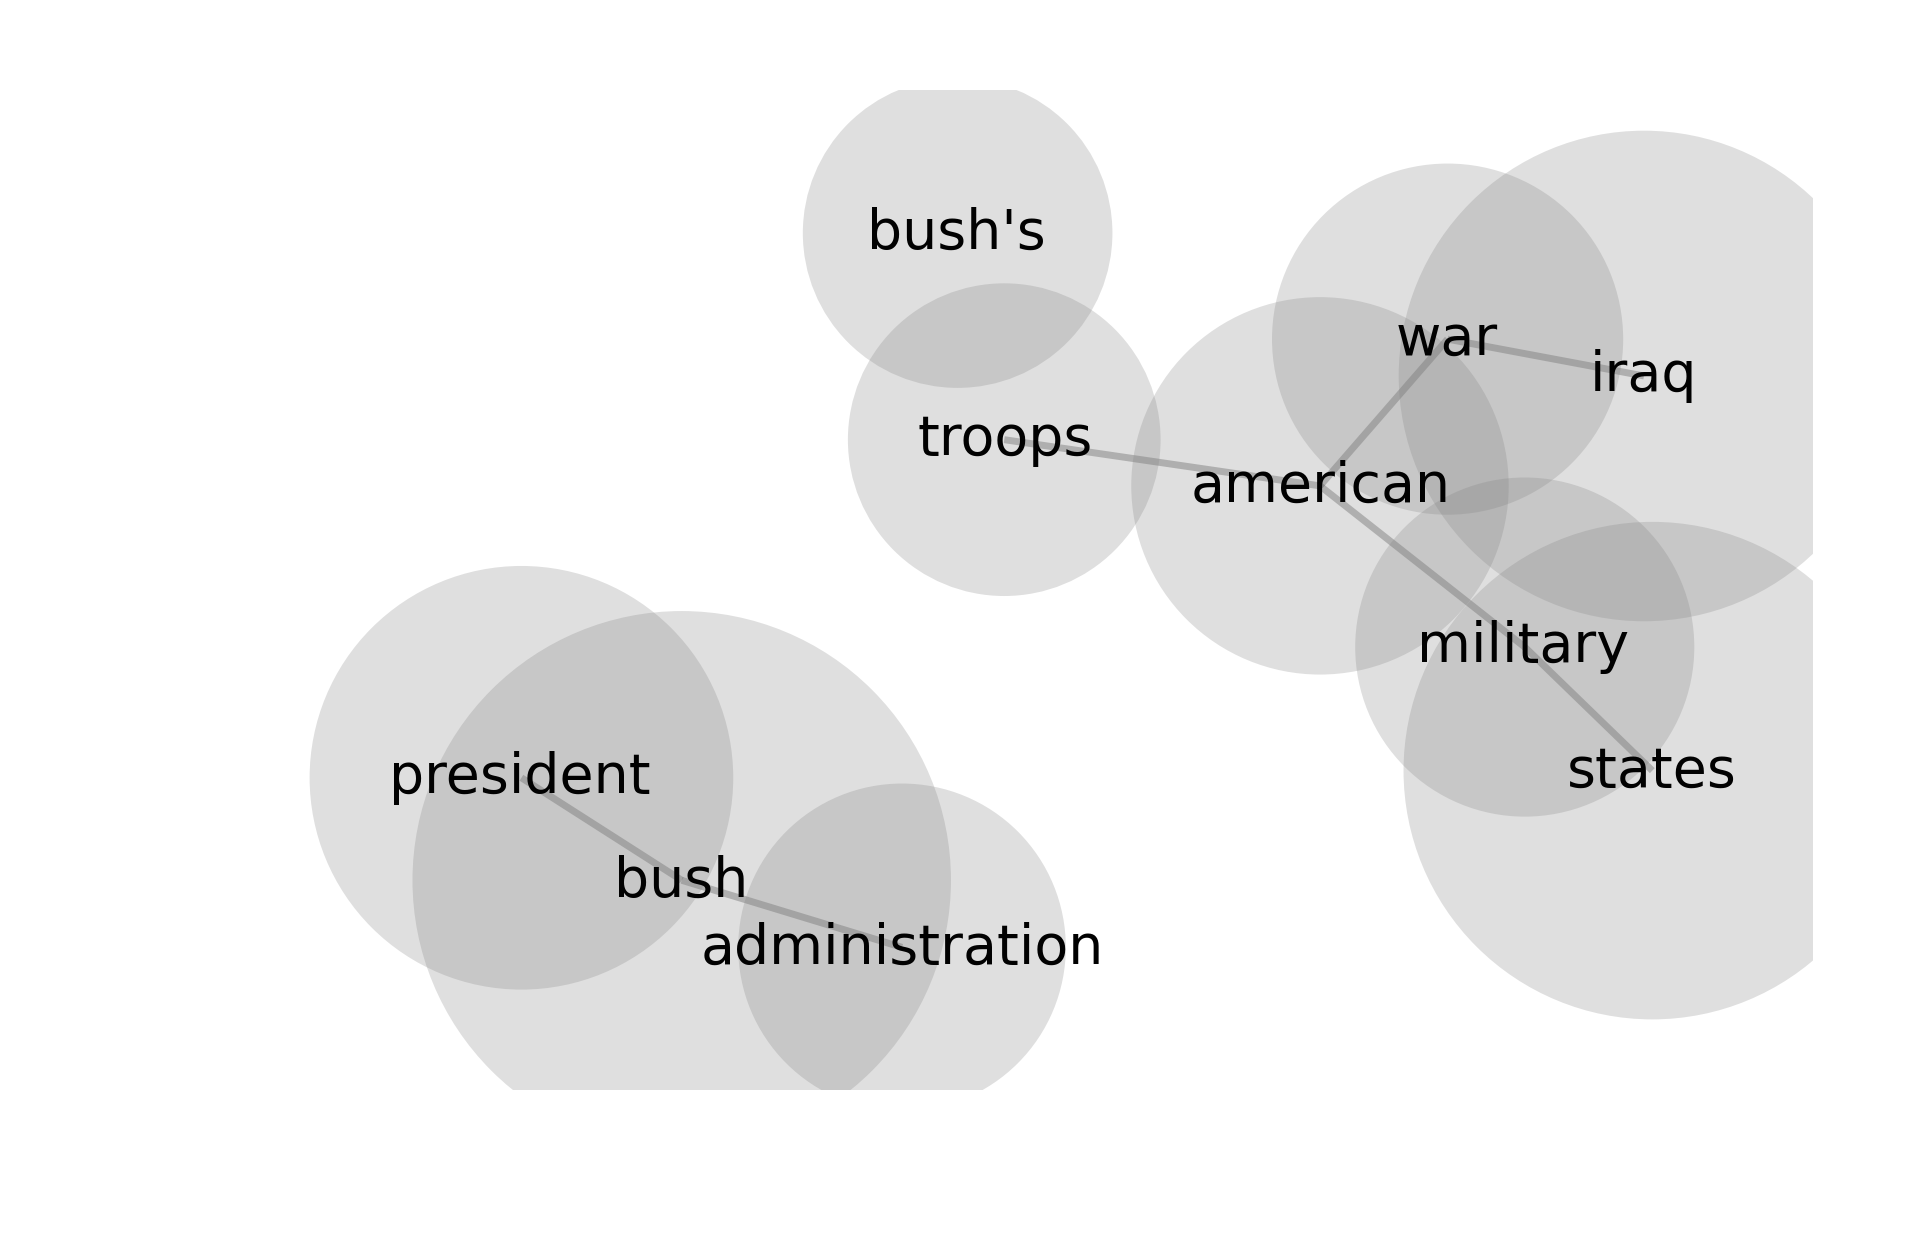 bush's
war
iraq
troops
american
military
states
president
bush
administration